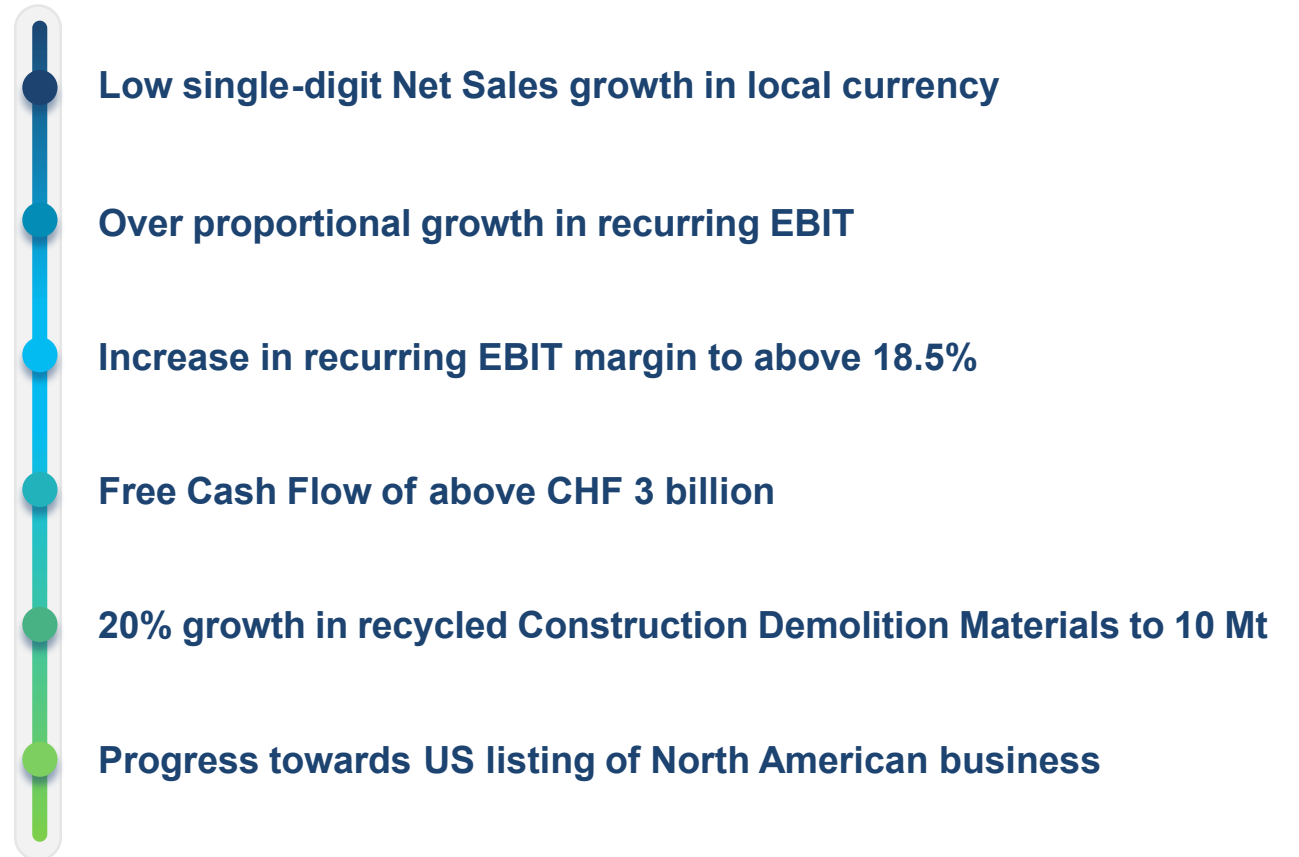 Low single-digit Net Sales growth in local currency
Over proportional growth in recurring EBIT
Increase in recurring EBIT margin to above 18.5%
Free Cash Flow of above CHF 3 billion
20% growth in recycled Construction Demolition Materials to 10 Mt
Progress towards US listing of North American business